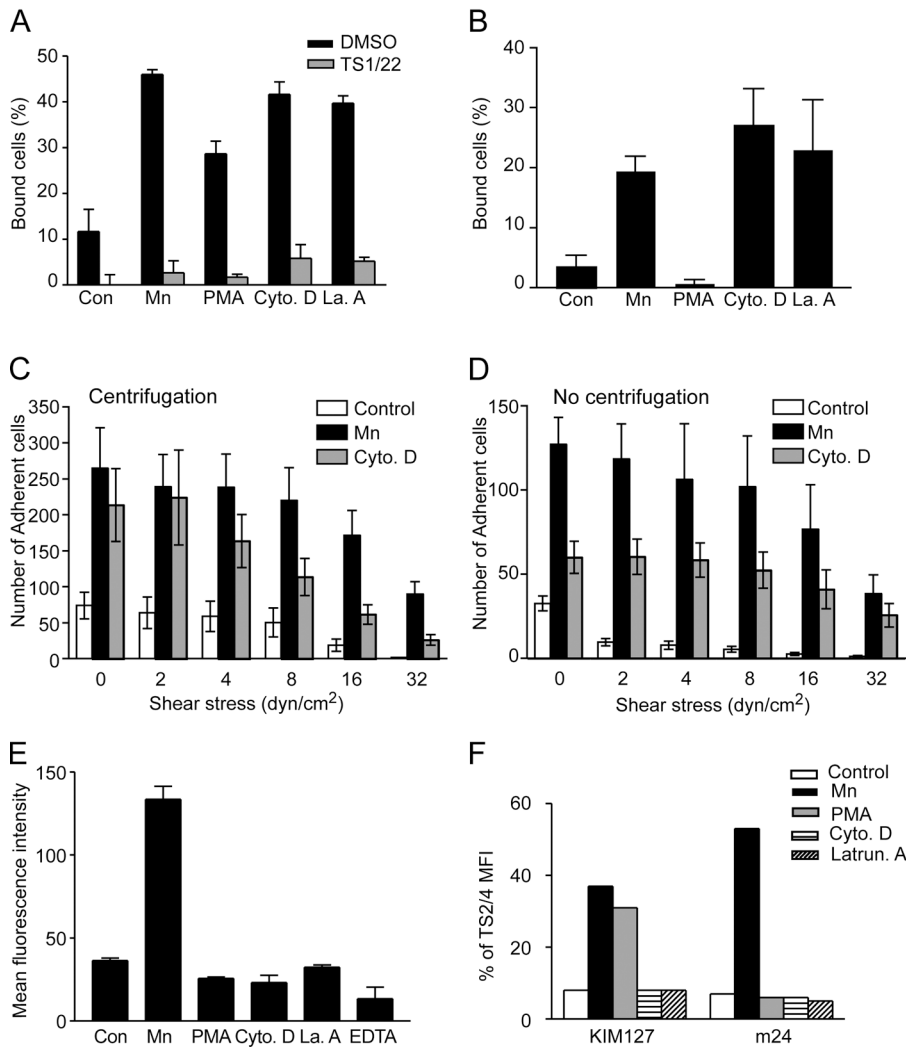 A
DMSO
TS1/22
Bound cells (%)
50
40
30
20
10
0
Con Mn PMA Cyto. D La. A
B
Bound cells (%)
40
30
20
10
0
Con Mn PMA Cyto. D La. A
C
Centrifugation
Control
Mn
Cyto. D
Number of Adherent cells
350
300
250
200
150
100
50
0
0 2 4 8 16 32
Shear stress (dyn/cm²)
D
No centrifugation
Control
Mn
Cyto. D
Number of Adherent cells
150
100
50
0
0 2 4 8 16 32
Shear stress (dyn/cm²)
E
Mean fluorescence intensity
150
100
50
0
Con Mn PMA Cyto. D La. A EDTA
F
Control
Mn
PMA
Cyto. D
Latrun. A
% of TS2/4 MFI
60
40
20
0
KIM127 m24